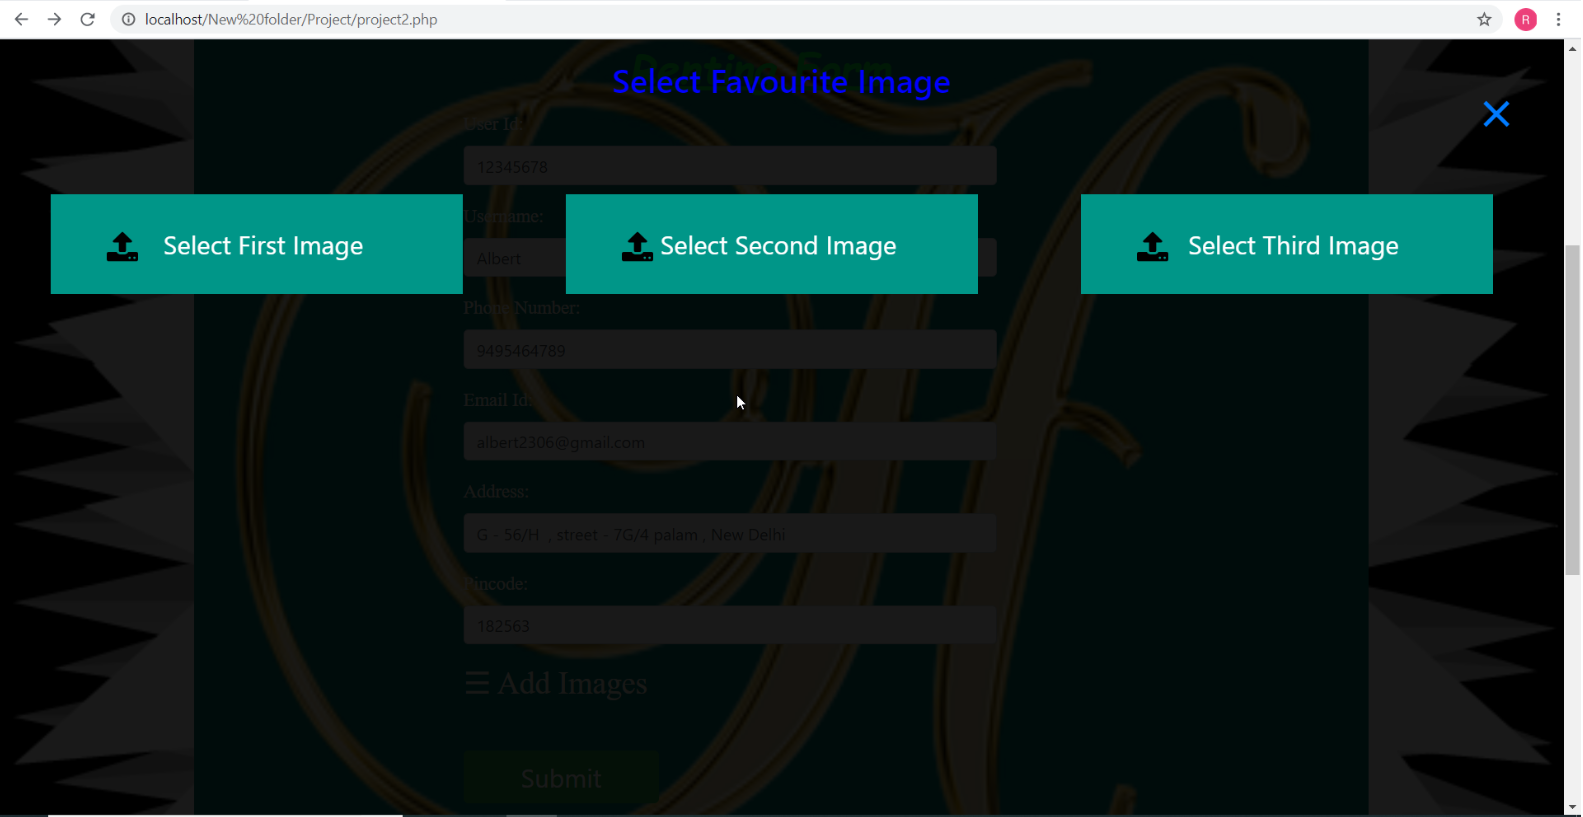 localhost/New%20folder/Project/project2.php
R
Select Favourite Image
User Id:
12345678
Select First Image
Select Second Image
Select Third Image
Username:
Albert
Phone Number:
9495464789
Email Id:
albert2306@gmail.com
Address:
G - 56/H , street - 7G/4 palam , New Delhi
Pincode:
182563
☰ Add Images
Submit